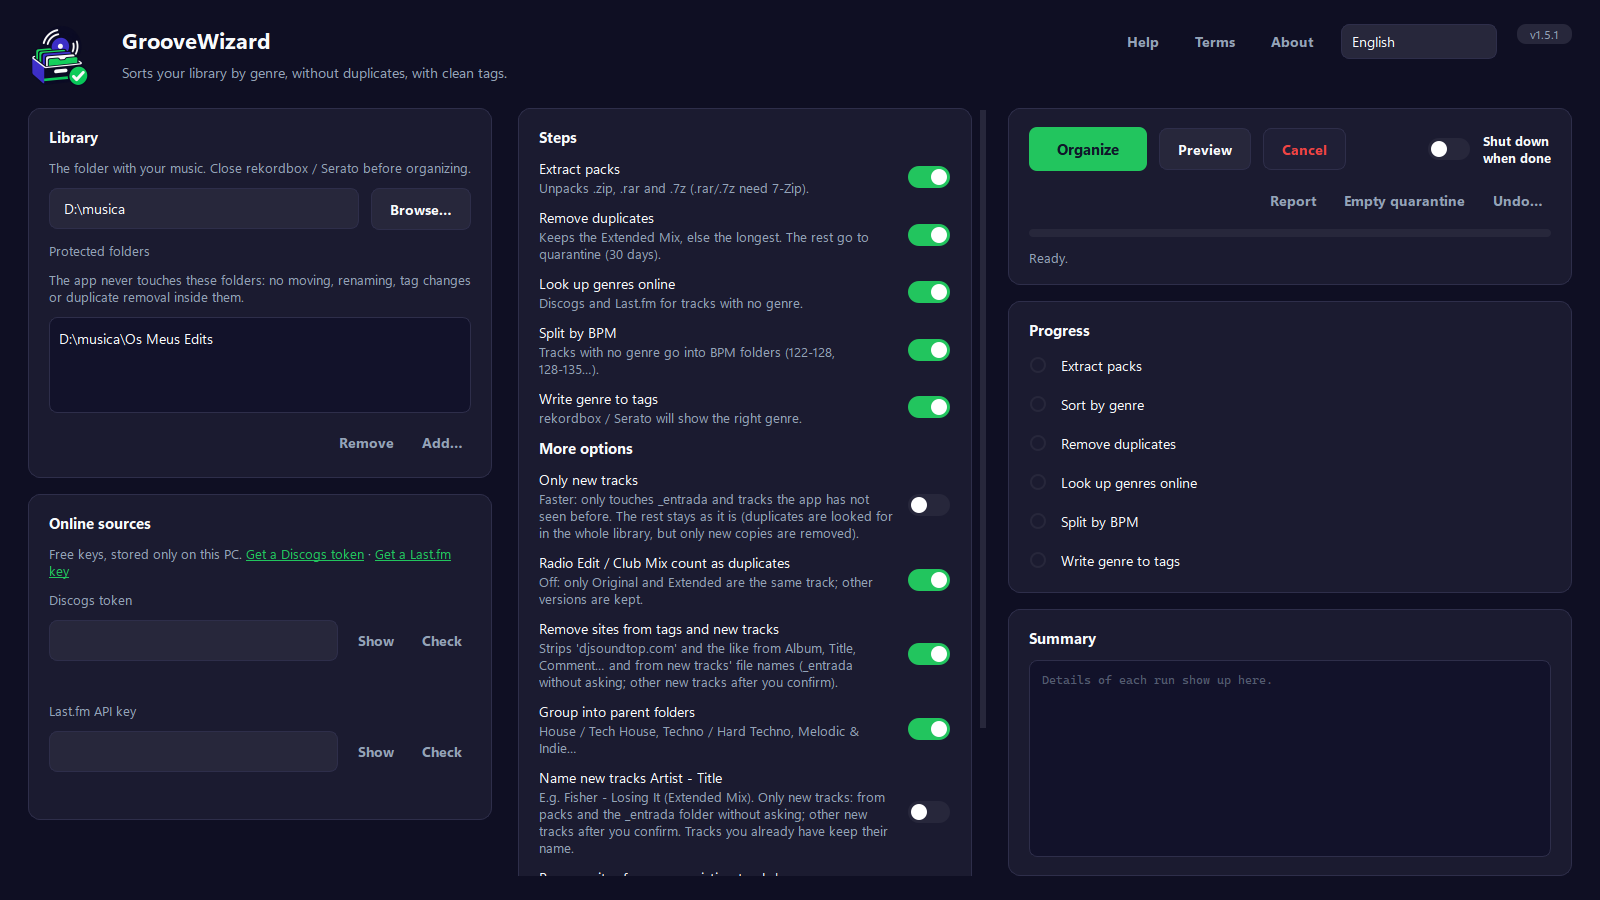 GrooveWizard
Sorts your library by genre, without duplicates, with clean tags.
Help
Terms
About
English
v1.5.1
Library
The folder with your music. Close rekordbox / Serato before organizing.
D:\musica
Browse...
Protected folders
The app never touches these folders: no moving, renaming, tag changes
or duplicate removal inside them.
D:\musica\Os Meus Edits
Remove
Add...
Online sources
Free keys, stored only on this PC. Get a Discogs token · Get a Last.fm
key
Discogs token
Show
Check
Last.fm API key
Show
Check
Steps
Extract packs
Unpacks .zip, .rar and .7z (.rar/.7z need 7-Zip).
Remove duplicates
Keeps the Extended Mix, else the longest. The rest go to
quarantine (30 days).
Look up genres online
Discogs and Last.fm for tracks with no genre.
Split by BPM
Tracks with no genre go into BPM folders (122-128,
128-135...).
Write genre to tags
rekordbox / Serato will show the right genre.
More options
Only new tracks
Faster: only touches _entrada and tracks the app has not
seen before. The rest stays as it is (duplicates are looked for
in the whole library, but only new copies are removed).
Radio Edit / Club Mix count as duplicates
Off: only Original and Extended are the same track; other
versions are kept.
Remove sites from tags and new tracks
Strips 'djsoundtop.com' and the like from Album, Title,
Comment... and from new tracks' file names (_entrada
without asking; other new tracks after you confirm).
Group into parent folders
House / Tech House, Techno / Hard Techno, Melodic &
Indie...
Name new tracks Artist - Title
E.g. Fisher - Losing It (Extended Mix). Only new tracks: from
packs and the _entrada folder without asking; other new
tracks after you confirm. Tracks you already have keep their
name.
Organize
Preview
Cancel
Shut down
when done
Report
Empty quarantine
Undo...
Ready.
Progress
Extract packs
Sort by genre
Remove duplicates
Look up genres online
Split by BPM
Write genre to tags
Summary
Details of each run show up here.